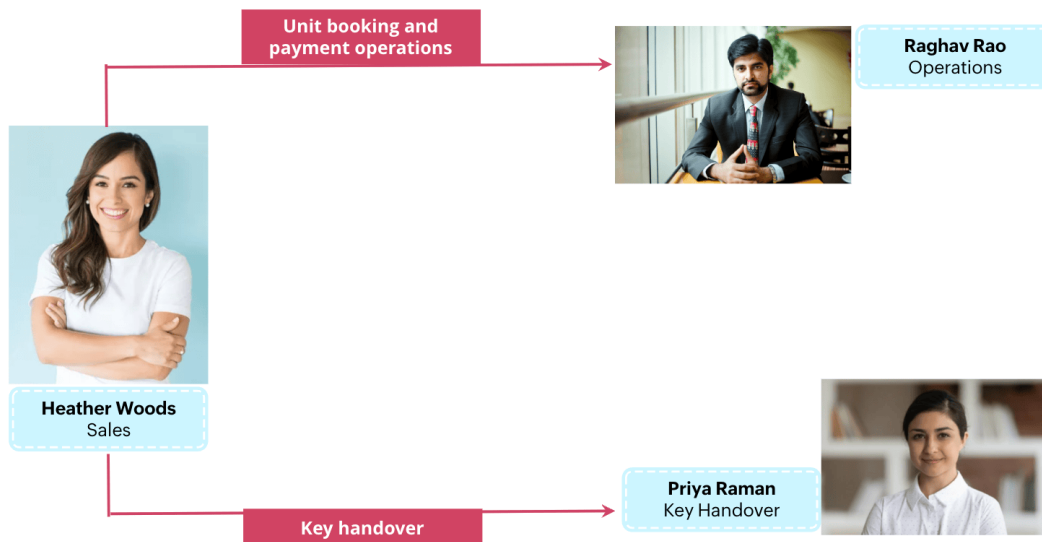 Unit booking and
payment operations
Raghav Rao
Operations
Heather Woods
Sales
Priya Raman
Key Handover
Key handover